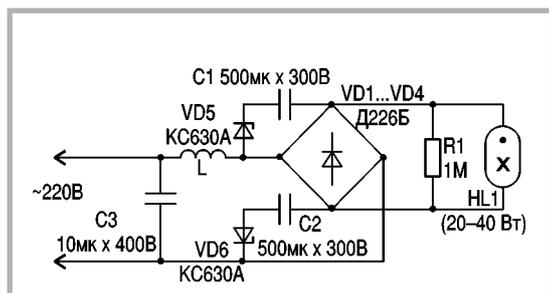 C1 500мк x 300В
VD1...VD4
Д226Б
VD5
КС630А
R1
1М
L
~220В
x
HL1
(20–40 Вт)
C3
10мк x 400В
C2
500мк x 300В
VD6
КС630А